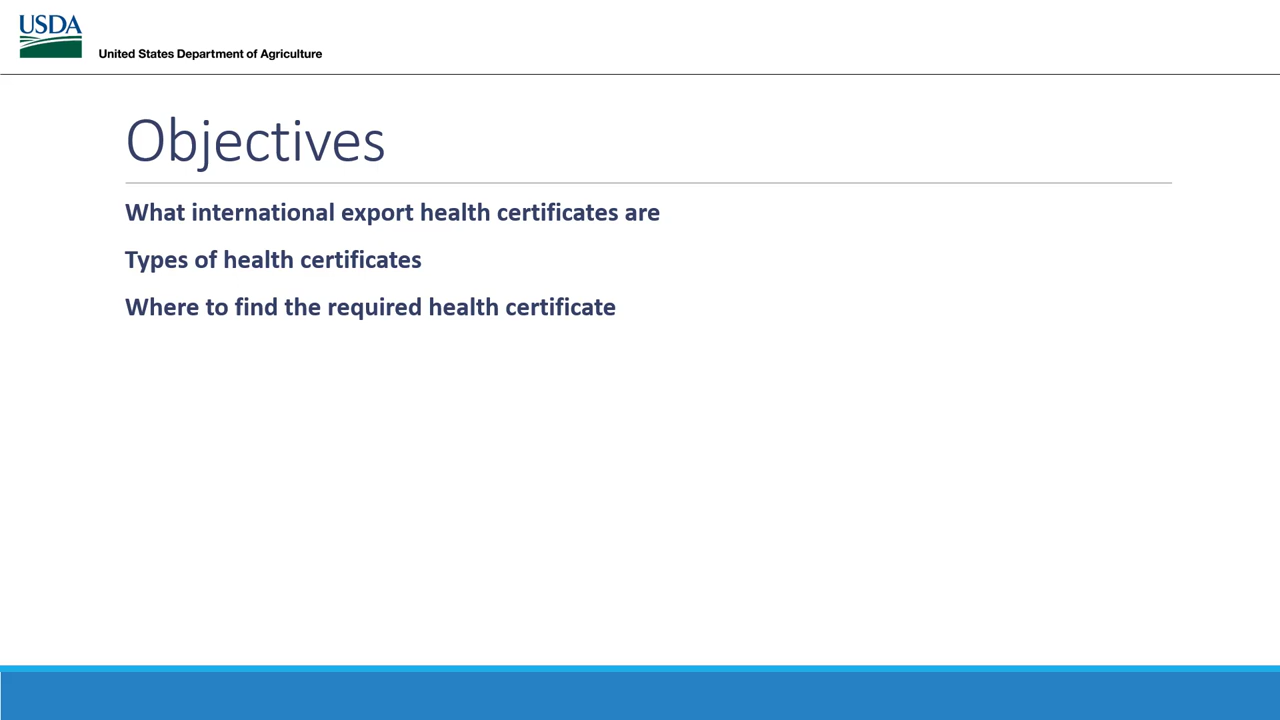 USDA
United States Department of Agriculture
Objectives
What international export health certificates are
Types of health certificates
Where to find the required health certificate